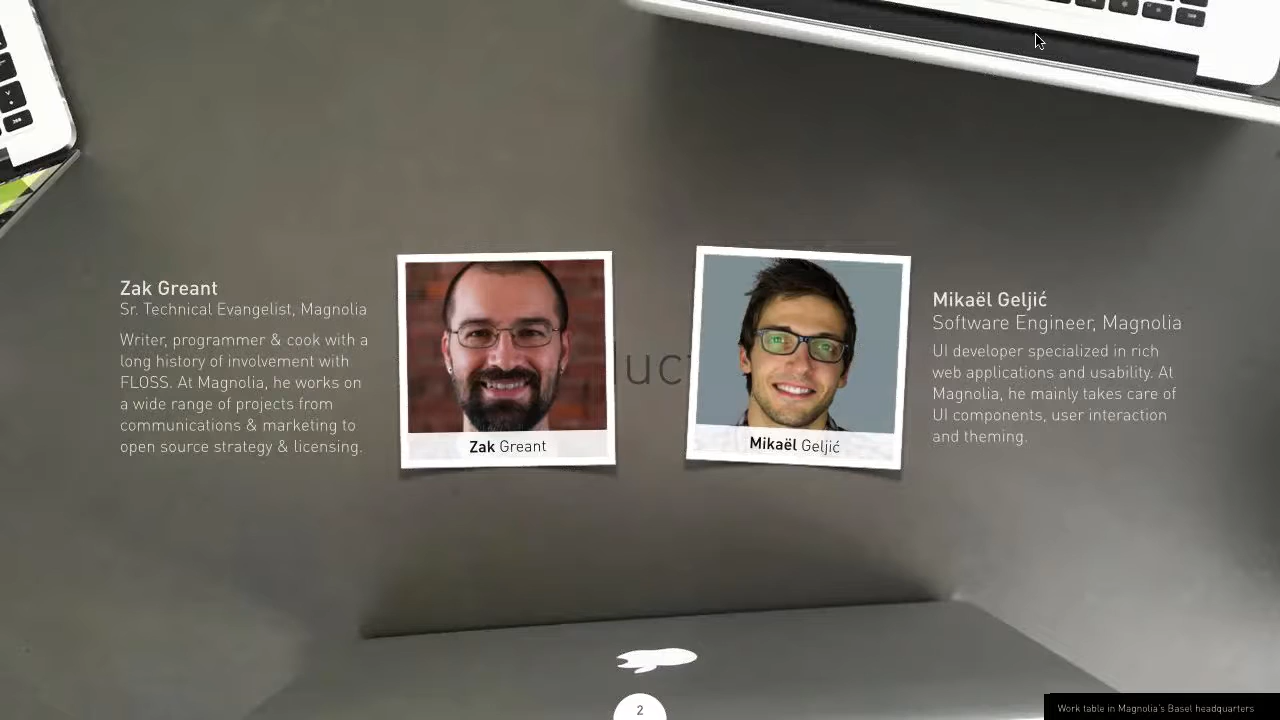 Zak Greant
Sr. Technical Evangelist, Magnolia
Writer, programmer & cook with a
long history of involvement with
FLOSS. At Magnolia, he works on
a wide range of projects from
communications & marketing to
open source strategy & licensing.
Zak Greant
Mikaël Geljić
Mikaël Geljić
Software Engineer, Magnolia
UI developer specialized in rich
web applications and usability. At
Magnolia, he mainly takes care of
UI components, user interaction
and theming.
2
Work table in Magnolia's Basel headquarters